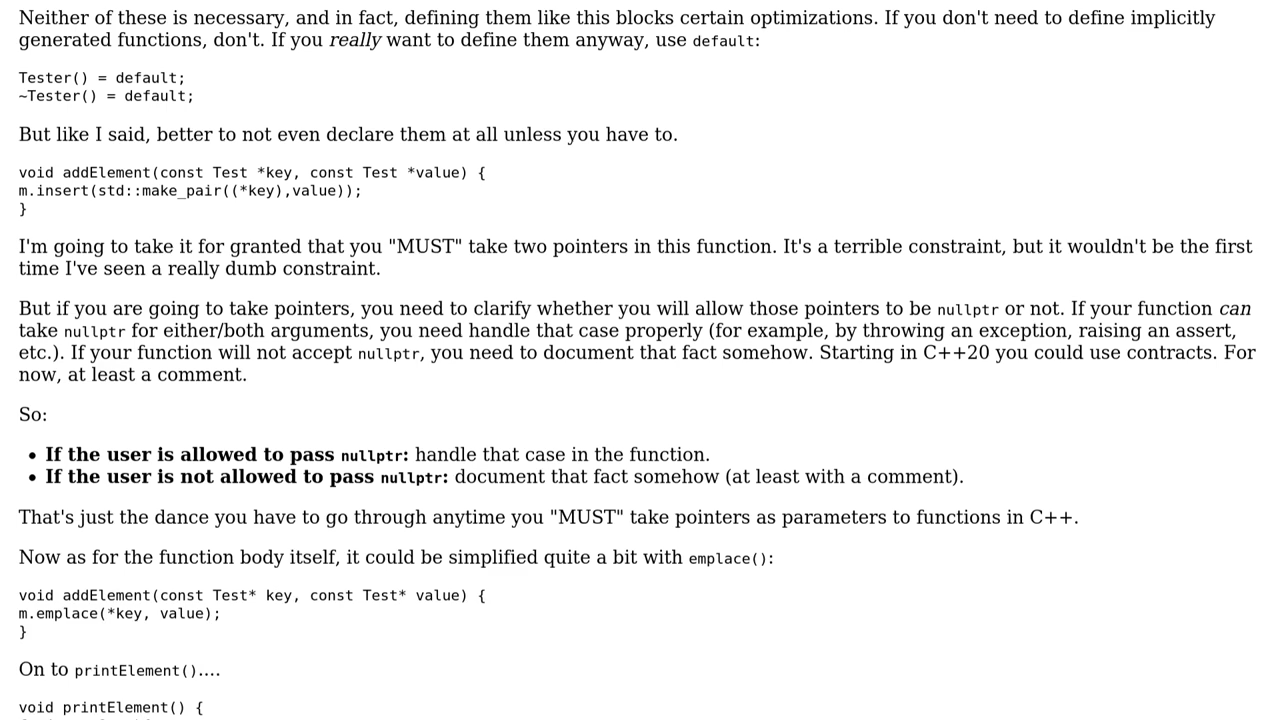 Neither of these is necessary, and in fact, defining them like this blocks certain optimizations. If you don't need to define implicitly
generated functions, don't. If you really want to define them anyway, use default:
Tester() = default;
~Tester() = default;
But like I said, better to not even declare them at all unless you have to.
void addElement(const Test *key, const Test *value) {
m.insert(std::make_pair((*key),value));
}
I'm going to take it for granted that you "MUST" take two pointers in this function. It's a terrible constraint, but it wouldn't be the first
time I've seen a really dumb constraint.
But if you are going to take pointers, you need to clarify whether you will allow those pointers to be nullptr or not. If your function can
take nullptr for either/both arguments, you need handle that case properly (for example, by throwing an exception, raising an assert,
etc.). If your function will not accept nullptr, you need to document that fact somehow. Starting in C++20 you could use contracts. For
now, at least a comment.
So:
• If the user is allowed to pass nullptr: handle that case in the function.
• If the user is not allowed to pass nullptr: document that fact somehow (at least with a comment).
That's just the dance you have to go through anytime you "MUST" take pointers as parameters to functions in C++.
Now as for the function body itself, it could be simplified quite a bit with emplace():
void addElement(const Test* key, const Test* value) {
m.emplace(*key, value);
}
On to printElement()....
void printElement() {